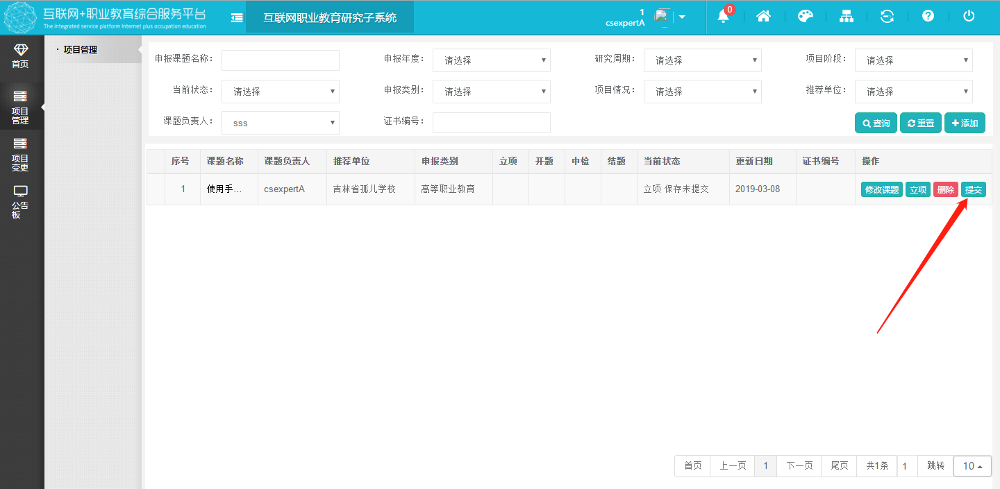 互联网+职业教育综合服务平台
The integrated service platform Internet plus occupation education
互联网职业教育研究子系统
1
csexpertA
0
首页
项目
管理
项目
变更
公告
板
· 项目管理
申报课题名称： 申报年度： 请选择 研究周期： 请选择 项目阶段： 请选择
当前状态： 请选择 申报类别： 请选择 项目情况： 请选择 推荐单位： 请选择
课题负责人： sss 证书编号： 查询 重置 添加
序号 课题名称 课题负责人 推荐单位 申报类别 立项 开题 中检 结题 当前状态 更新日期 证书编号 操作
1 使用手... csexpertA 吉林省孤儿学校 高等职业教育 立项 保存未提交 2019-03-08 修改课题 立项 删除 提交
首页 上一页 1 下一页 尾页 共1条 1 跳转 10